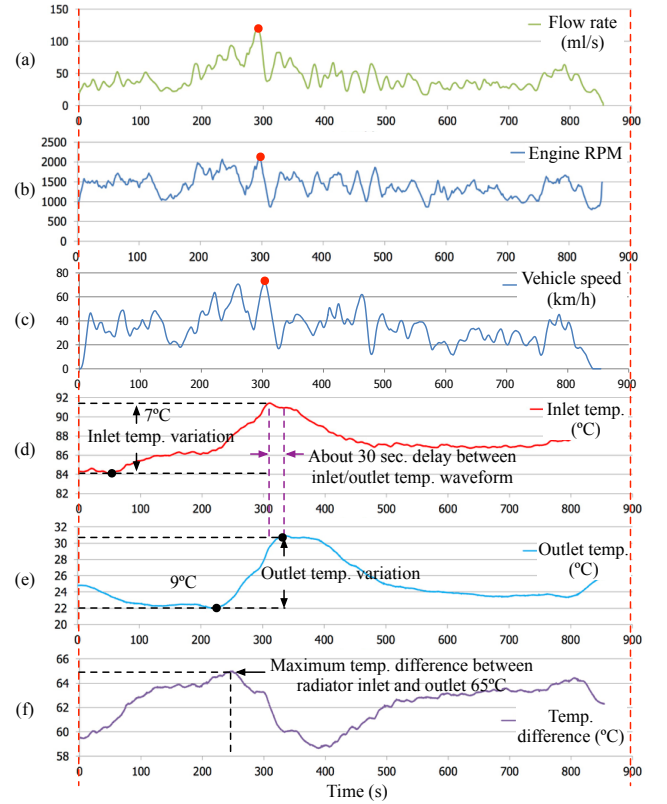 150
100
50
0
Flow rate
(ml/s)
(a)
0 100 200 300 400 500 600 700 800 900
2500
2000
1500
1000
500
0
Engine RPM
(b)
0 100 200 300 400 500 600 700 800 900
80
60
40
20
0
Vehicle speed
(km/h)
(c)
0 100 200 300 400 500 600 700 800 900
92
90
88
86
84
82
7ºC
Inlet temp. variation
Inlet temp.
(ºC)
(d)
About 30 sec. delay between
inlet/outlet temp. waveform
0 100 200 300 400 500 600 700 800 900
32
30
28
26
24
22
20
9ºC
Outlet temp. variation
Outlet temp.
(ºC)
(e)
0 100 200 300 400 500 600 700 800 900
66
64
62
60
58
56
Maximum temp. difference between
radiator inlet and outlet 65ºC
(f)
Temp.
difference (ºC)
0 100 200 300 400 500 600 700 800 900
Time (s)